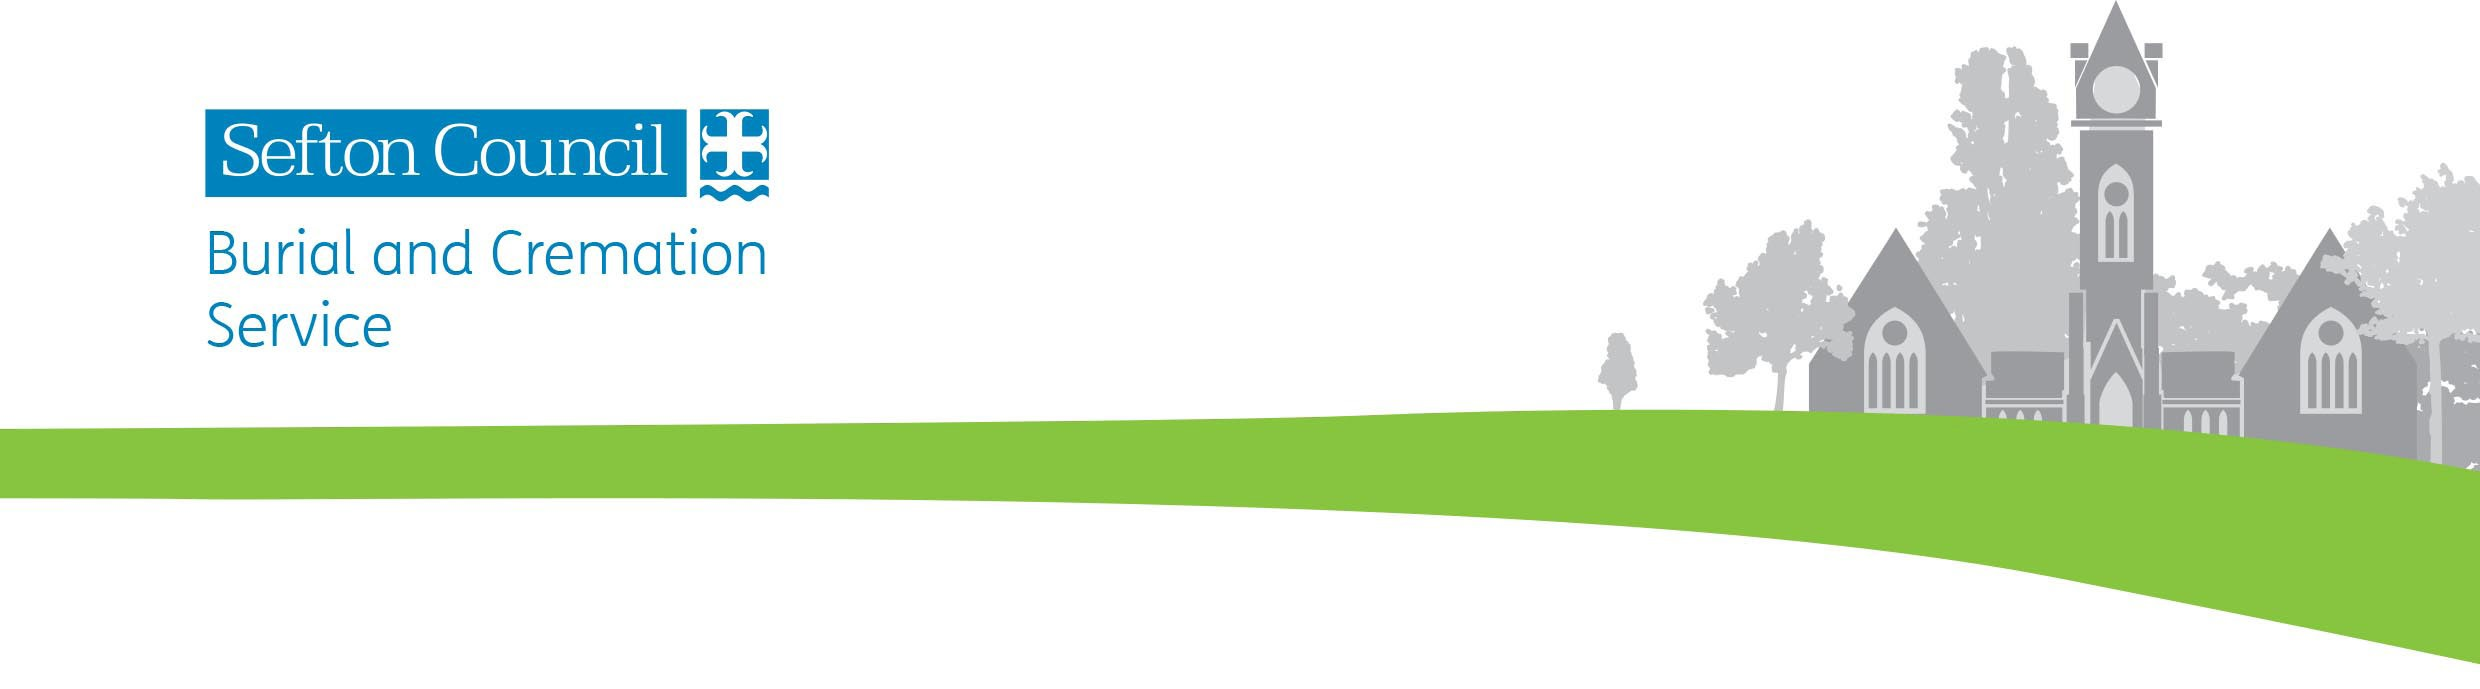 Sefton Council
Burial and Cremation
Service